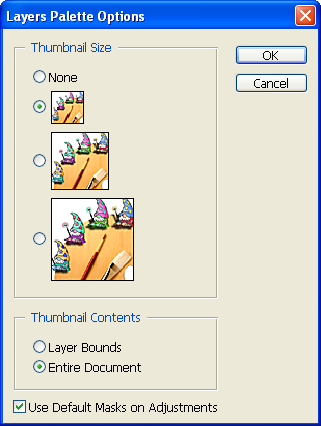 Layers Palette Options
Thumbnail Size
OK
None
Cancel
Thumbnail Contents
Layer Bounds
Entire Document
Use Default Masks on Adjustments